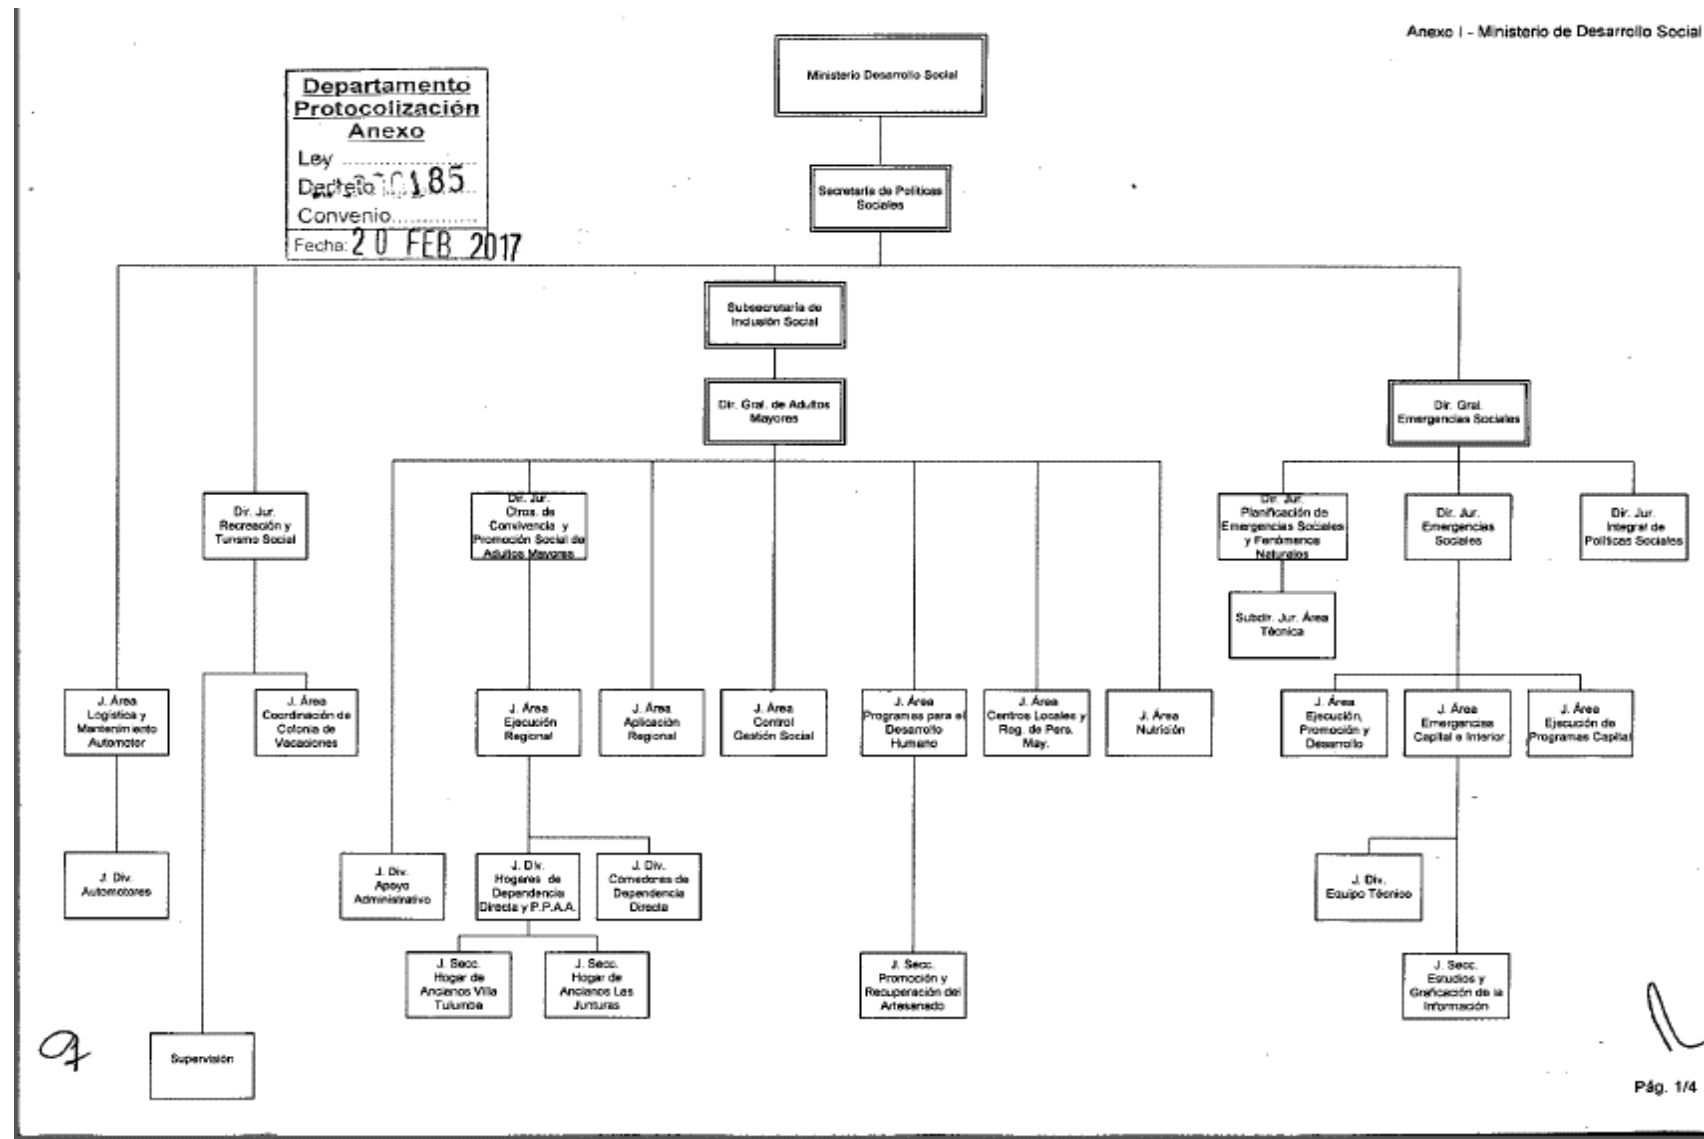 Anexo I - Ministerio de Desarrollo Social
Ministerio Desarrollo Social
Departamento
Protocolización
Anexo
Ley
Decreto 185
Convenio
Fecha: 20 FEB 2017
Secretaría de Políticas
Sociales
Subsecretaría de
Inclusión Social
Dir. Gral. de Adultos
Mayores
Dir. Gral.
Emergencias Sociales
Dir. Jur.
Recreación y
Turismo Social
Dir. Jur.
Ctros. de
Convivencia y
Promoción Social de
Adultos Mayores
Dir. Jur.
Planificación de
Emergencias Sociales
y Fenómenos
Naturales
Dir. Jur.
Emergencias
Sociales
Dir. Jur.
Integral de
Políticas Sociales
Subdir. Jur. Área
Técnica
J. Área
Logística y
Mantenimiento
Automotor
J. Área
Coordinación de
Colonia de
Vacaciones
J. Área
Ejecución
Regional
J. Área
Aplicación
Regional
J. Área
Control
Gestión Social
J. Área
Programas para el
Desarrollo
Humano
J. Área
Centros Locales y
Reg. de Pers.
May.
J. Área
Nutrición
J. Área
Ejecución,
Promoción y
Desarrollo
J. Área
Emergencias
Capital e Interior
J. Área
Ejecución de
Programas Capital
J. Div.
Automotores
J. Div.
Apoyo
Administrativo
J. Div.
Hogares de
Dependencia
Directa y P.P.A.A.
J. Div.
Comedores de
Dependencia
Directa
J. Div.
Equipo Técnico
J. Secc.
Hogar de
Ancianos Villa
Tulumba
J. Secc.
Hogar de
Ancianos Las
Junturas
J. Secc.
Promoción y
Recuperación del
Artesanado
J. Secc.
Estudios y
Graficación de la
Información
Supervisión
Pág. 1/4